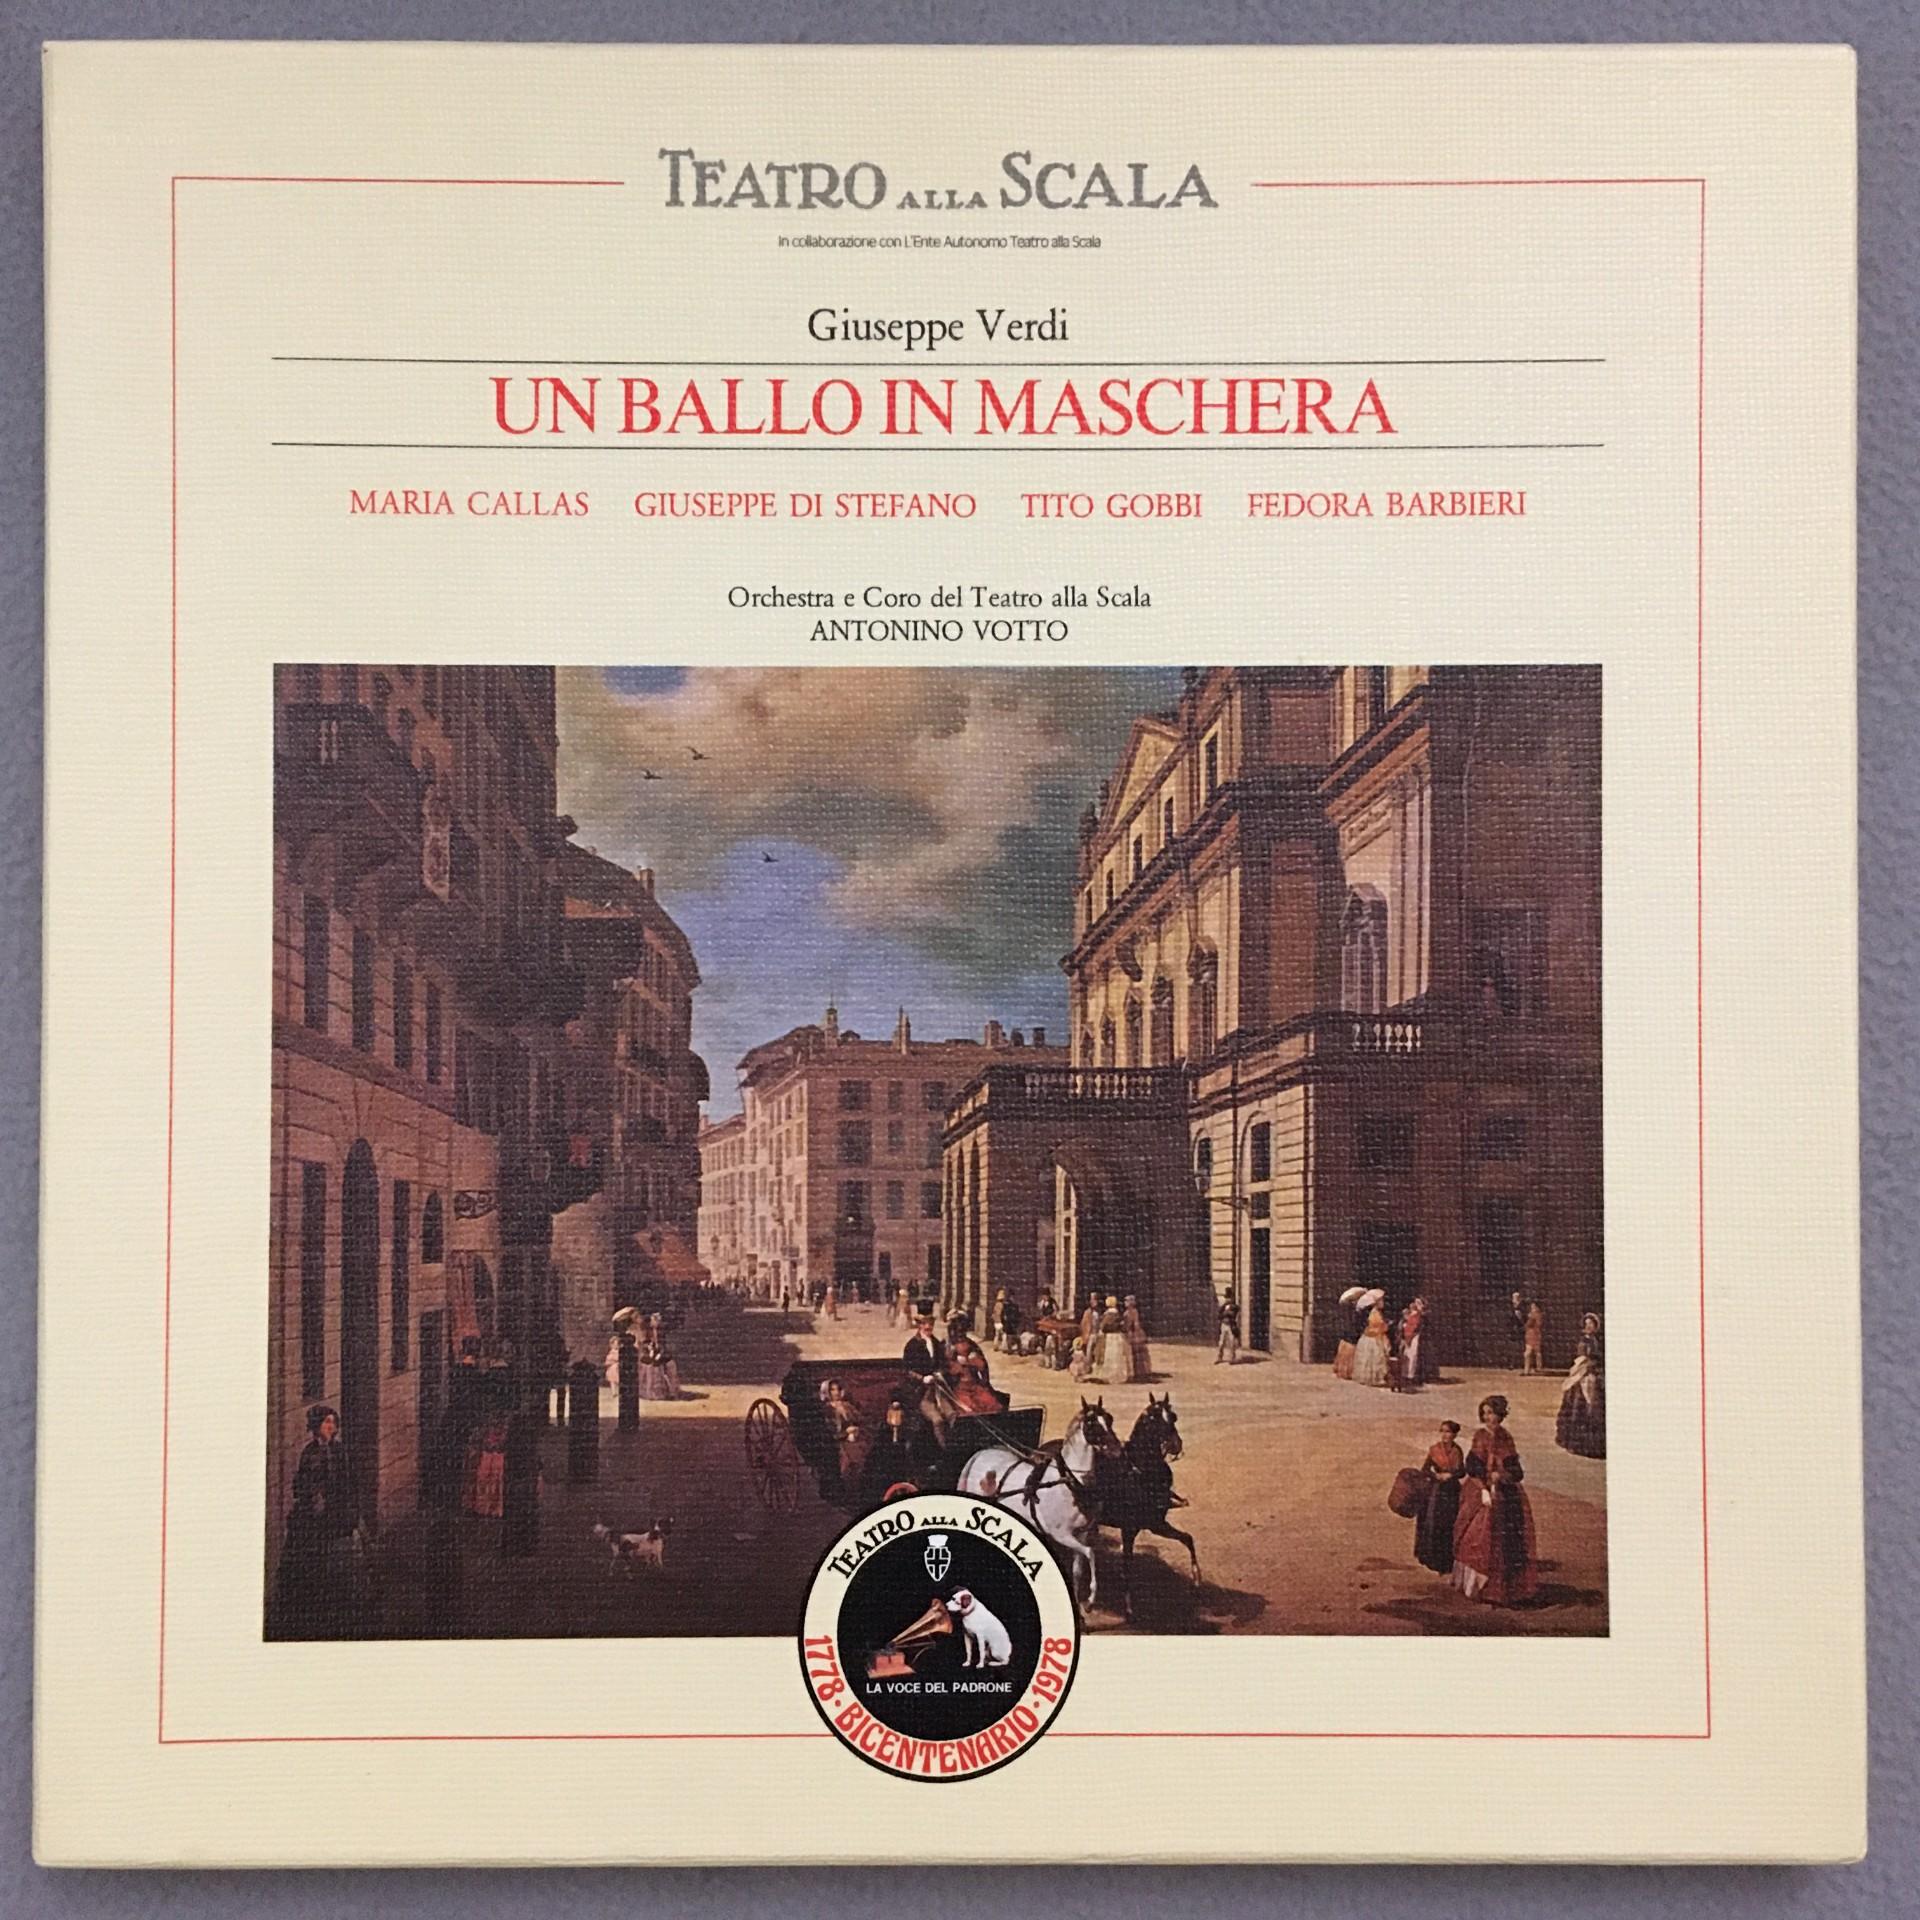 TEATRO ALLA SCALA
In collaborazione con L'Ente Autonomo Teatro alla Scala
Giuseppe Verdi
UN BALLO IN MASCHERA
MARIA CALLAS GIUSEPPE DI STEFANO TITO GOBBI FEDORA BARBIERI
Orchestra e Coro del Teatro alla Scala
ANTONINO VOTTO
TEATRO ALLA SCALA
LA VOCE DEL PADRONE
1778 · BICENTENARIO · 1978